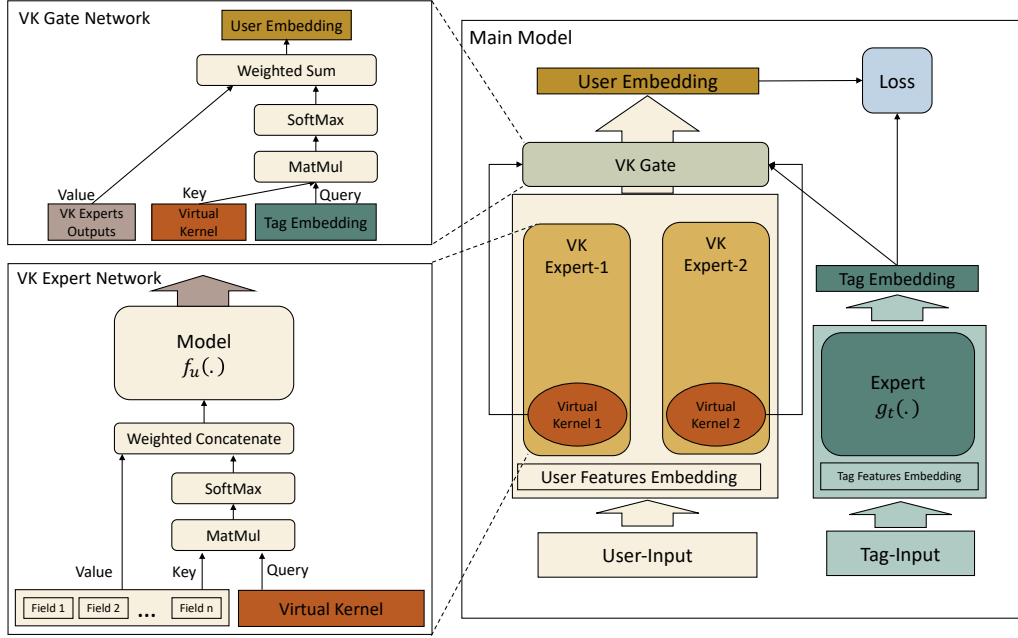 VK Gate Network
User Embedding
Weighted Sum
SoftMax
MatMul
Value
Key
Query
VK Experts
Outputs
Virtual
Kernel
Tag Embedding
VK Expert Network
Model
f_u(.)
Weighted Concatenate
SoftMax
MatMul
Value
Key
Query
Field 1
Field 2
...
Field n
Virtual Kernel
Main Model
User Embedding
Loss
VK Gate
VK
Expert-1
VK
Expert-2
Virtual
Kernel 1
Virtual
Kernel 2
User Features Embedding
User-Input
Tag Embedding
Expert
g_t(.)
Tag Features Embedding
Tag-Input